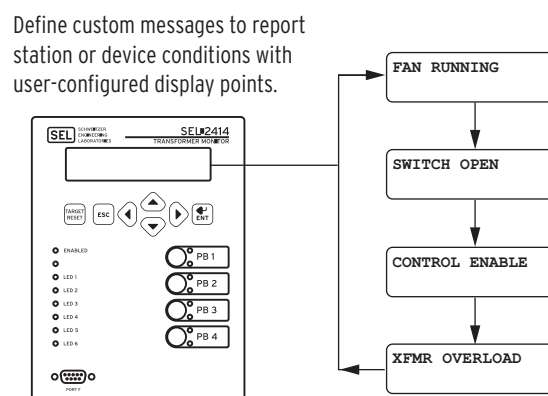 Define custom messages to report
station or device conditions with
user-configured display points.
SEL SCHWEITZER
ENGINEERING
LABORATORIES
SEL-2414
TRANSFORMER MONITOR
TARGET
RESET
ESC
ENT
ENABLED
LED 1
LED 2
LED 3
LED 4
LED 5
LED 6
PB 1
PB 2
PB 3
PB 4
PORT F
FAN RUNNING
SWITCH OPEN
CONTROL ENABLE
XFMR OVERLOAD